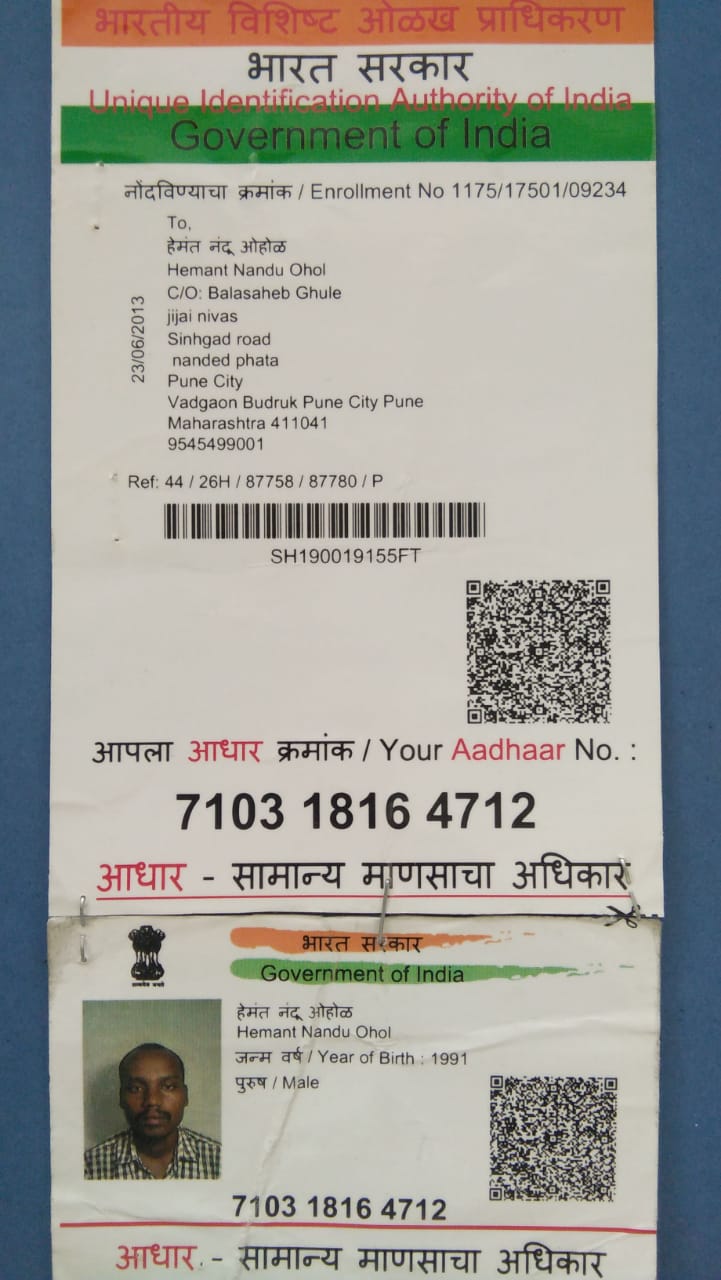 भारतीय विशिष्ट ओळख प्राधिकरण
भारत सरकार
Unique Identification Authority of India
Government of India
नोंदविण्याचा क्रमांक / Enrollment No 1175/17501/09234
To,
हेमंत नंदू ओहोळ
Hemant Nandu Ohol
C/O: Balasaheb Ghule
jijai nivas
Sinhgad road
nanded phata
Pune City
Vadgaon Budruk Pune City Pune
Maharashtra 411041
9545499001
23/06/2013
Ref: 44 / 26H / 87758 / 87780 / P
SH190019155FT
आपला आधार क्रमांक / Your Aadhaar No. :
7103 1816 4712
आधार - सामान्य माणसाचा अधिकार
भारत सरकार
Government of India
हेमंत नंदू ओहोळ
Hemant Nandu Ohol
जन्म वर्ष / Year of Birth : 1991
पुरुष / Male
7103 1816 4712
आधार - सामान्य माणसाचा अधिकार